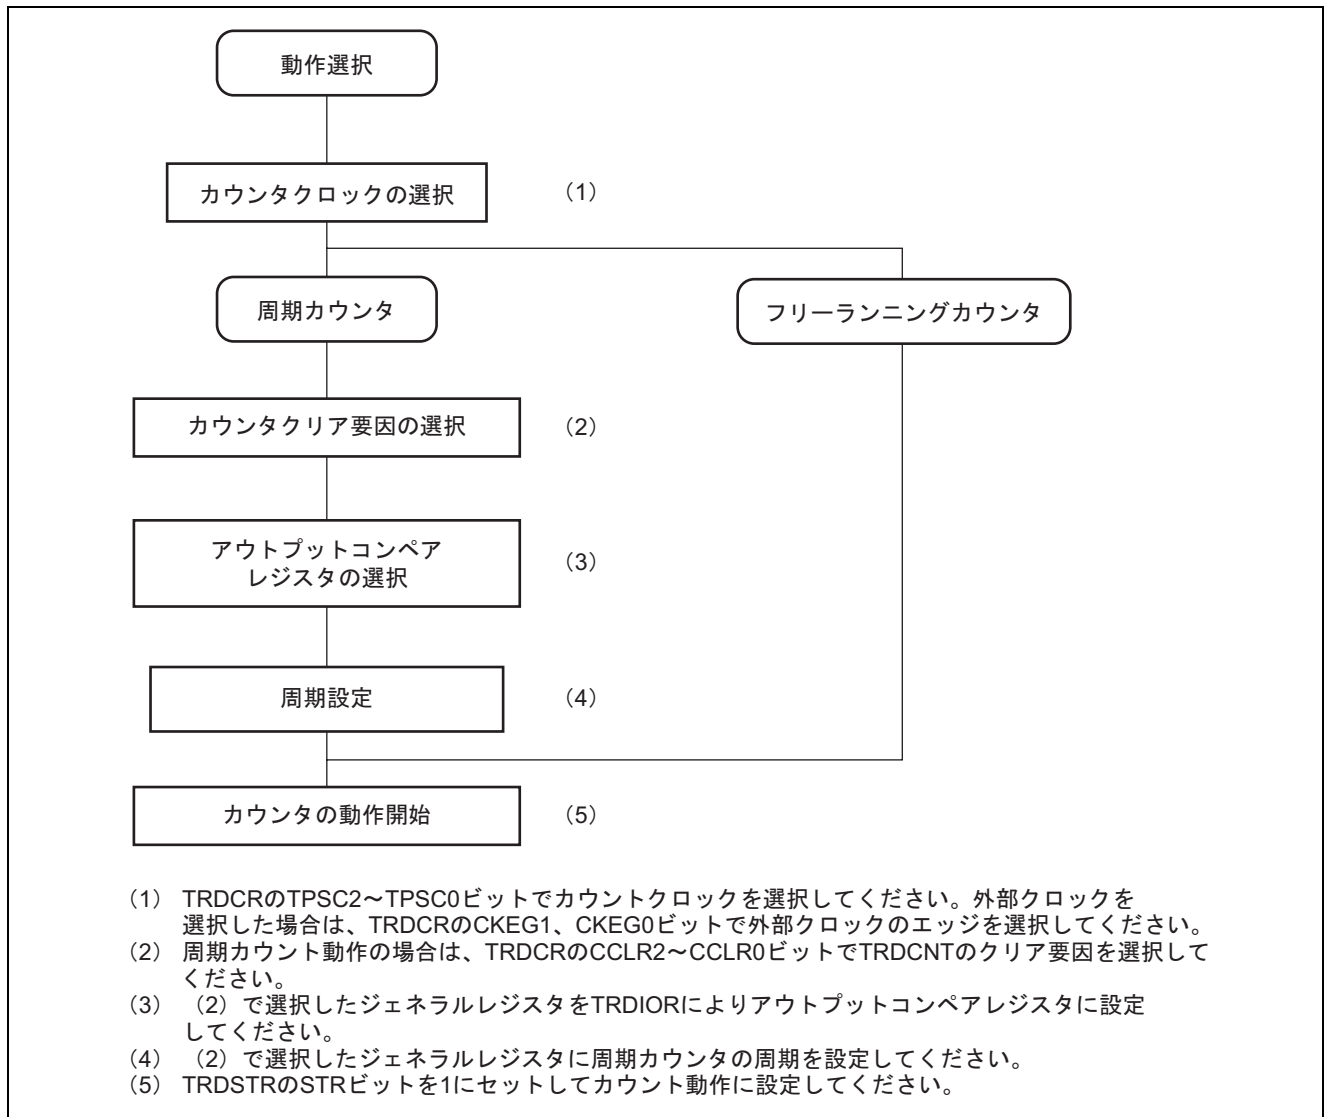 動作選択
カウンタクロックの選択 （1）
周期カウンタ
フリーランニングカウンタ
カウンタクリア要因の選択 （2）
アウトプットコンペア
レジスタの選択
（3）
周期設定 （4）
カウンタの動作開始 （5）
（1） TRDCRのTPSC2～TPSC0ビットでカウントクロックを選択してください。外部クロックを
選択した場合は、TRDCRのCKEG1、CKEG0ビットで外部クロックのエッジを選択してください。
（2） 周期カウント動作の場合は、TRDCRのCCLR2～CCLR0ビットでTRDCNTのクリア要因を選択して
ください。
（3） （2）で選択したジェネラルレジスタをTRDIORによりアウトプットコンペアレジスタに設定
してください。
（4） （2）で選択したジェネラルレジスタに周期カウンタの周期を設定してください。
（5） TRDSTRのSTRビットを1にセットしてカウント動作に設定してください。